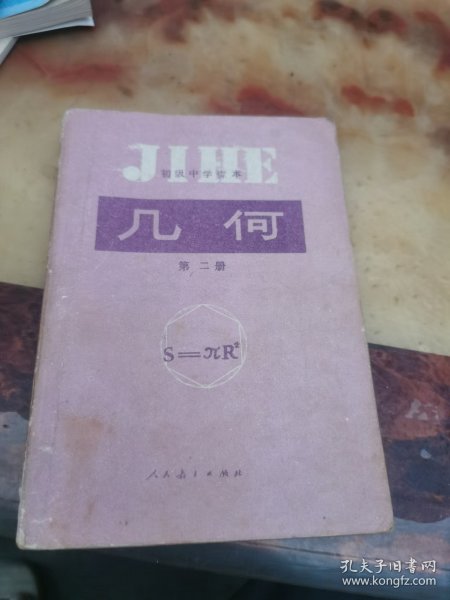 JIHE
初级中学课本
几何
第二册
S=πR²
人民教育出版社
孔夫子旧书网
www.kongfz.com